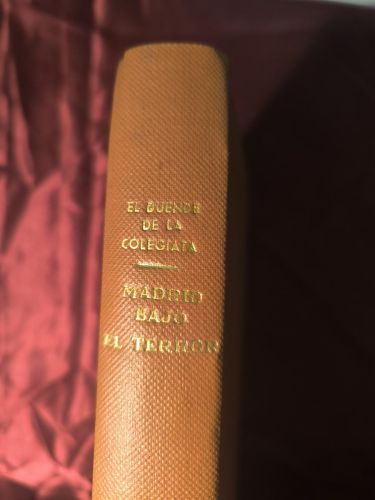 EL DUENDE
DE LA
COLEGIATA
MADRID
BAJO
EL TERROR